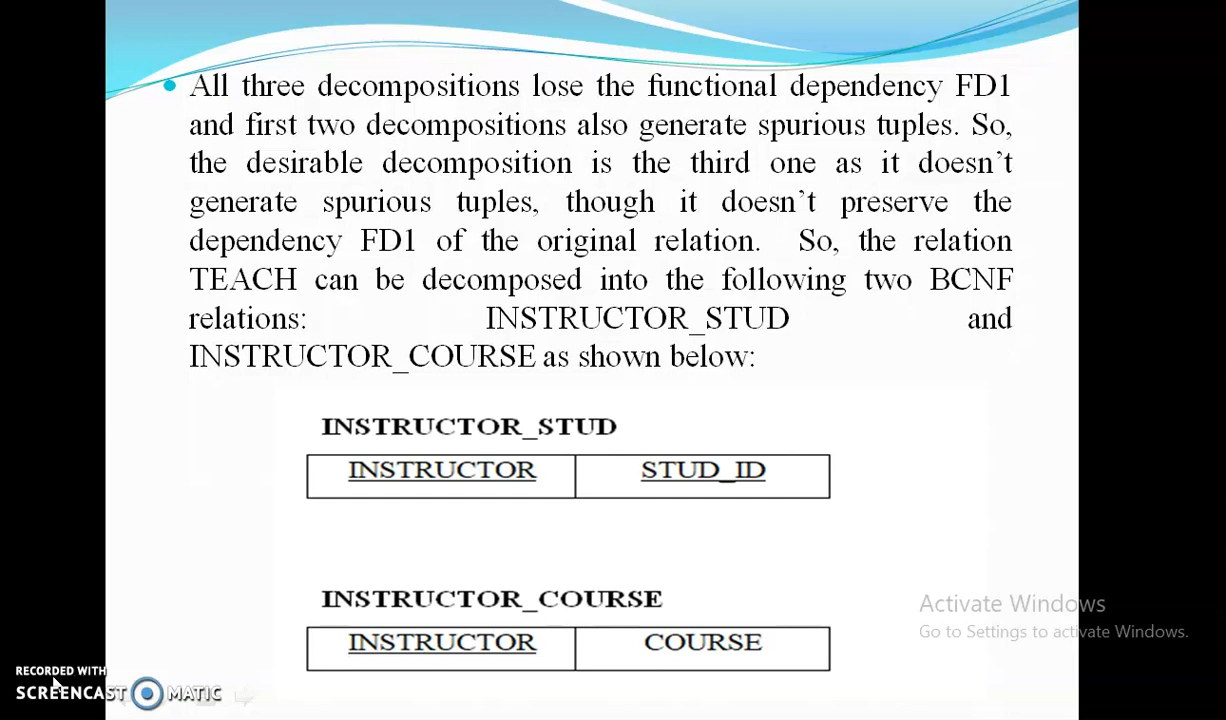 All three decompositions lose the functional dependency FD1
and first two decompositions also generate spurious tuples. So,
the desirable decomposition is the third one as it doesn’t
generate spurious tuples, though it doesn’t preserve the
dependency FD1 of the original relation. So, the relation
TEACH can be decomposed into the following two BCNF
relations: INSTRUCTOR_STUD and
INSTRUCTOR_COURSE as shown below:
INSTRUCTOR_STUD
INSTRUCTOR STUD_ID
INSTRUCTOR_COURSE
INSTRUCTOR COURSE
Activate Windows
Go to Settings to activate Windows.
RECORDED WITH
SCREENCAST MATIC